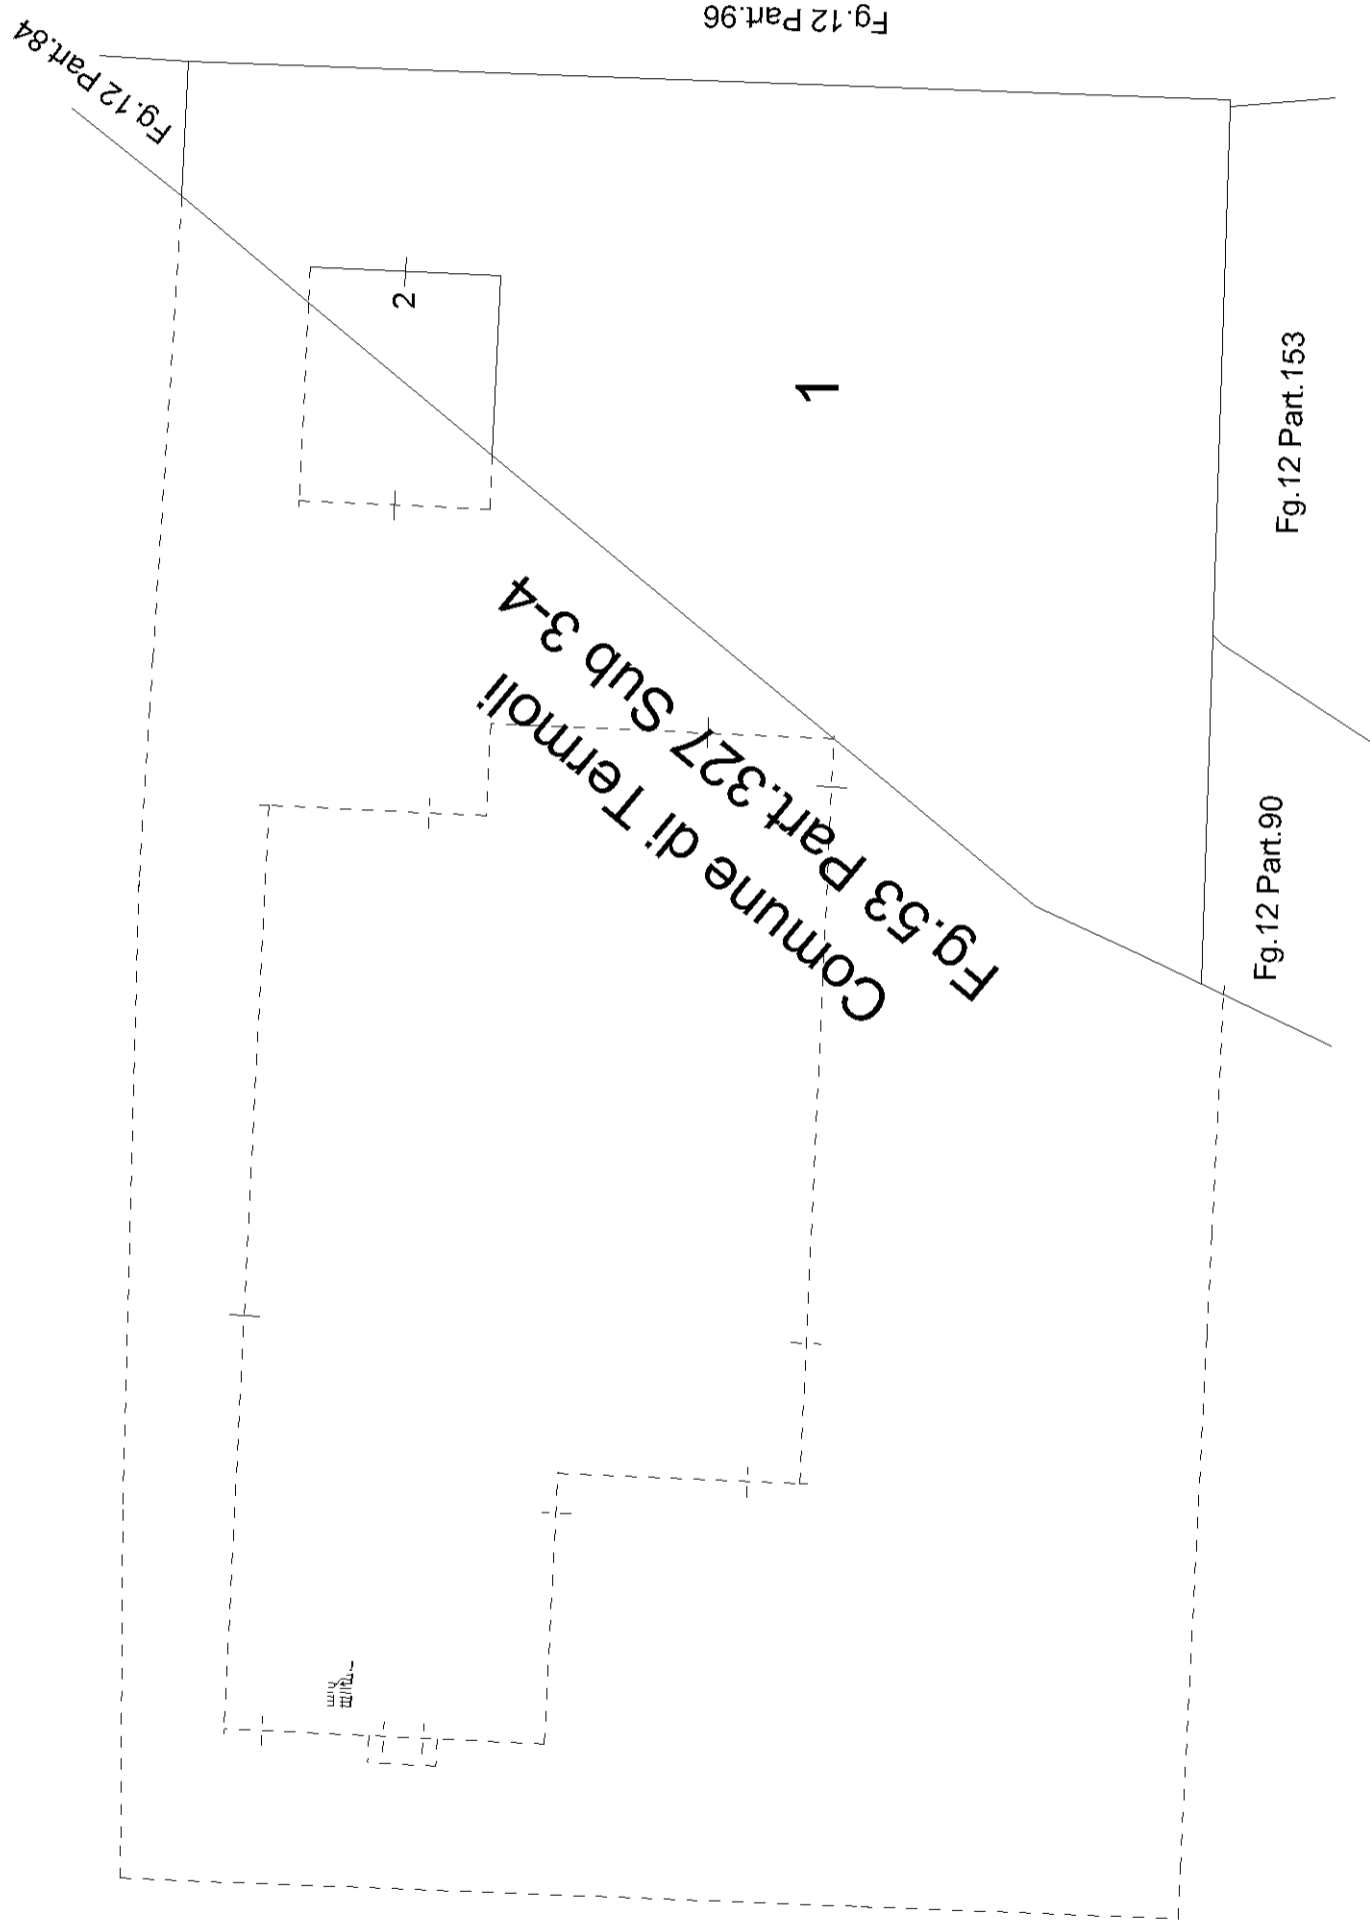 Fg.12 Part.96
Fg.12 Part.84
2
1
Fg.12 Part.153
Comune di Termoli
Fg.53 Part.327 Sub 3-4
Fg.12 Part.90